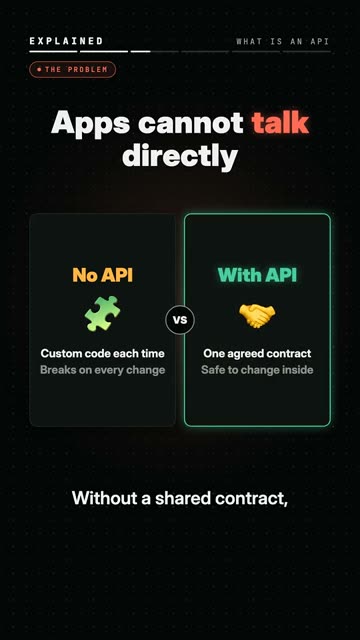 EXPLAINED
WHAT IS AN API
THE PROBLEM
Apps cannot talk
directly
No API
Custom code each time
Breaks on every change
VS
With API
One agreed contract
Safe to change inside
Without a shared contract,